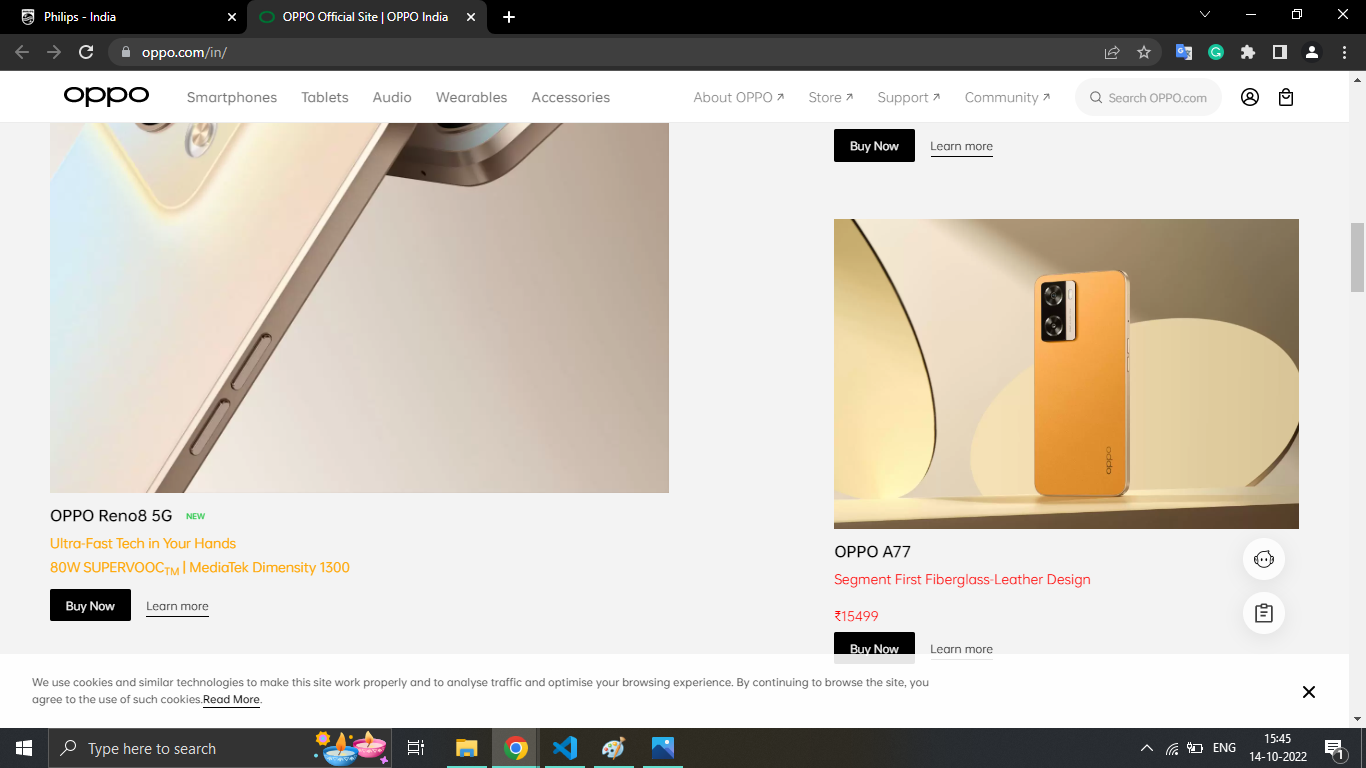 Philips - India
OPPO Official Site | OPPO India
oppo.com/in/
oppo
Smartphones
Tablets
Audio
Wearables
Accessories
About OPPO ↗
Store ↗
Support ↗
Community ↗
Search OPPO.com
Buy Now
Learn more
oppo
OPPO Reno8 5G NEW
Ultra-Fast Tech in Your Hands
80W SUPERVOOCTM | MediaTek Dimensity 1300
Buy Now
Learn more
OPPO A77
Segment First Fiberglass-Leather Design
₹15499
Buy Now
Learn more
We use cookies and similar technologies to make this site work properly and to analyse traffic and optimise your browsing experience. By continuing to browse the site, you
agree to the use of such cookies.Read More.
Type here to search
ENG
15:45
14-10-2022
1